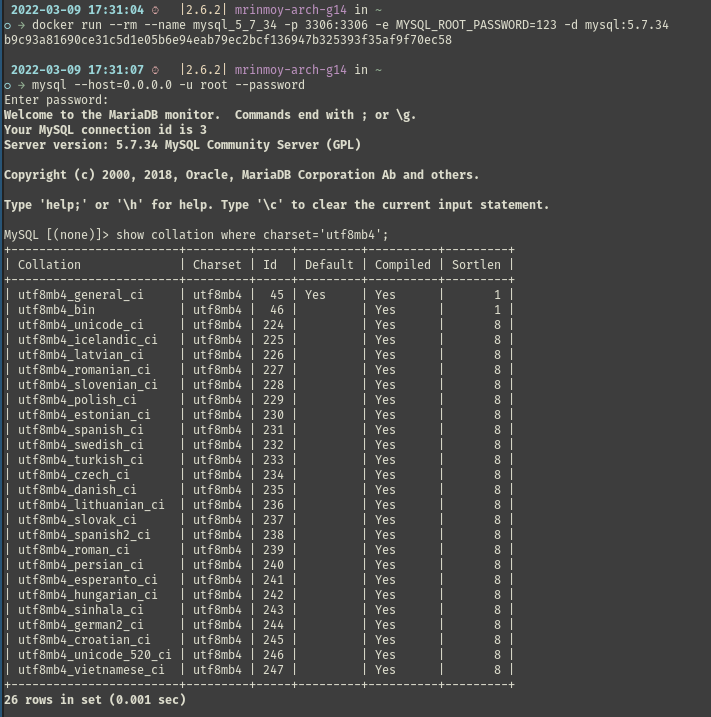 2022-03-09 17:31:04 |2.6.2| mrinmoy-arch-g14 in ~
○ → docker run --rm --name mysql_5_7_34 -p 3306:3306 -e MYSQL_ROOT_PASSWORD=123 -d mysql:5.7.34
b9c93a81690ce31c5d1e05b6e94eab79ec2bcf136947b325393f35af9f70ec58
2022-03-09 17:31:07 |2.6.2| mrinmoy-arch-g14 in ~
○ → mysql --host=0.0.0.0 -u root --password
Enter password:
Welcome to the MariaDB monitor.  Commands end with ; or \g.
Your MySQL connection id is 3
Server version: 5.7.34 MySQL Community Server (GPL)
Copyright (c) 2000, 2018, Oracle, MariaDB Corporation Ab and others.
Type 'help;' or '\h' for help. Type '\c' to clear the current input statement.
MySQL [(none)]> show collation where charset='utf8mb4';
+------------------------+---------+-----+---------+----------+---------+
| Collation | Charset | Id | Default | Compiled | Sortlen |
+------------------------+---------+-----+---------+----------+---------+
| utf8mb4_general_ci | utf8mb4 | 45 | Yes | Yes | 1 |
| utf8mb4_bin | utf8mb4 | 46 | | Yes | 1 |
| utf8mb4_unicode_ci | utf8mb4 | 224 | | Yes | 8 |
| utf8mb4_icelandic_ci | utf8mb4 | 225 | | Yes | 8 |
| utf8mb4_latvian_ci | utf8mb4 | 226 | | Yes | 8 |
| utf8mb4_romanian_ci | utf8mb4 | 227 | | Yes | 8 |
| utf8mb4_slovenian_ci | utf8mb4 | 228 | | Yes | 8 |
| utf8mb4_polish_ci | utf8mb4 | 229 | | Yes | 8 |
| utf8mb4_estonian_ci | utf8mb4 | 230 | | Yes | 8 |
| utf8mb4_spanish_ci | utf8mb4 | 231 | | Yes | 8 |
| utf8mb4_swedish_ci | utf8mb4 | 232 | | Yes | 8 |
| utf8mb4_turkish_ci | utf8mb4 | 233 | | Yes | 8 |
| utf8mb4_czech_ci | utf8mb4 | 234 | | Yes | 8 |
| utf8mb4_danish_ci | utf8mb4 | 235 | | Yes | 8 |
| utf8mb4_lithuanian_ci | utf8mb4 | 236 | | Yes | 8 |
| utf8mb4_slovak_ci | utf8mb4 | 237 | | Yes | 8 |
| utf8mb4_spanish2_ci | utf8mb4 | 238 | | Yes | 8 |
| utf8mb4_roman_ci | utf8mb4 | 239 | | Yes | 8 |
| utf8mb4_persian_ci | utf8mb4 | 240 | | Yes | 8 |
| utf8mb4_esperanto_ci | utf8mb4 | 241 | | Yes | 8 |
| utf8mb4_hungarian_ci | utf8mb4 | 242 | | Yes | 8 |
| utf8mb4_sinhala_ci | utf8mb4 | 243 | | Yes | 8 |
| utf8mb4_german2_ci | utf8mb4 | 244 | | Yes | 8 |
| utf8mb4_croatian_ci | utf8mb4 | 245 | | Yes | 8 |
| utf8mb4_unicode_520_ci | utf8mb4 | 246 | | Yes | 8 |
| utf8mb4_vietnamese_ci | utf8mb4 | 247 | | Yes | 8 |
+------------------------+---------+-----+---------+----------+---------+
26 rows in set (0.001 sec)